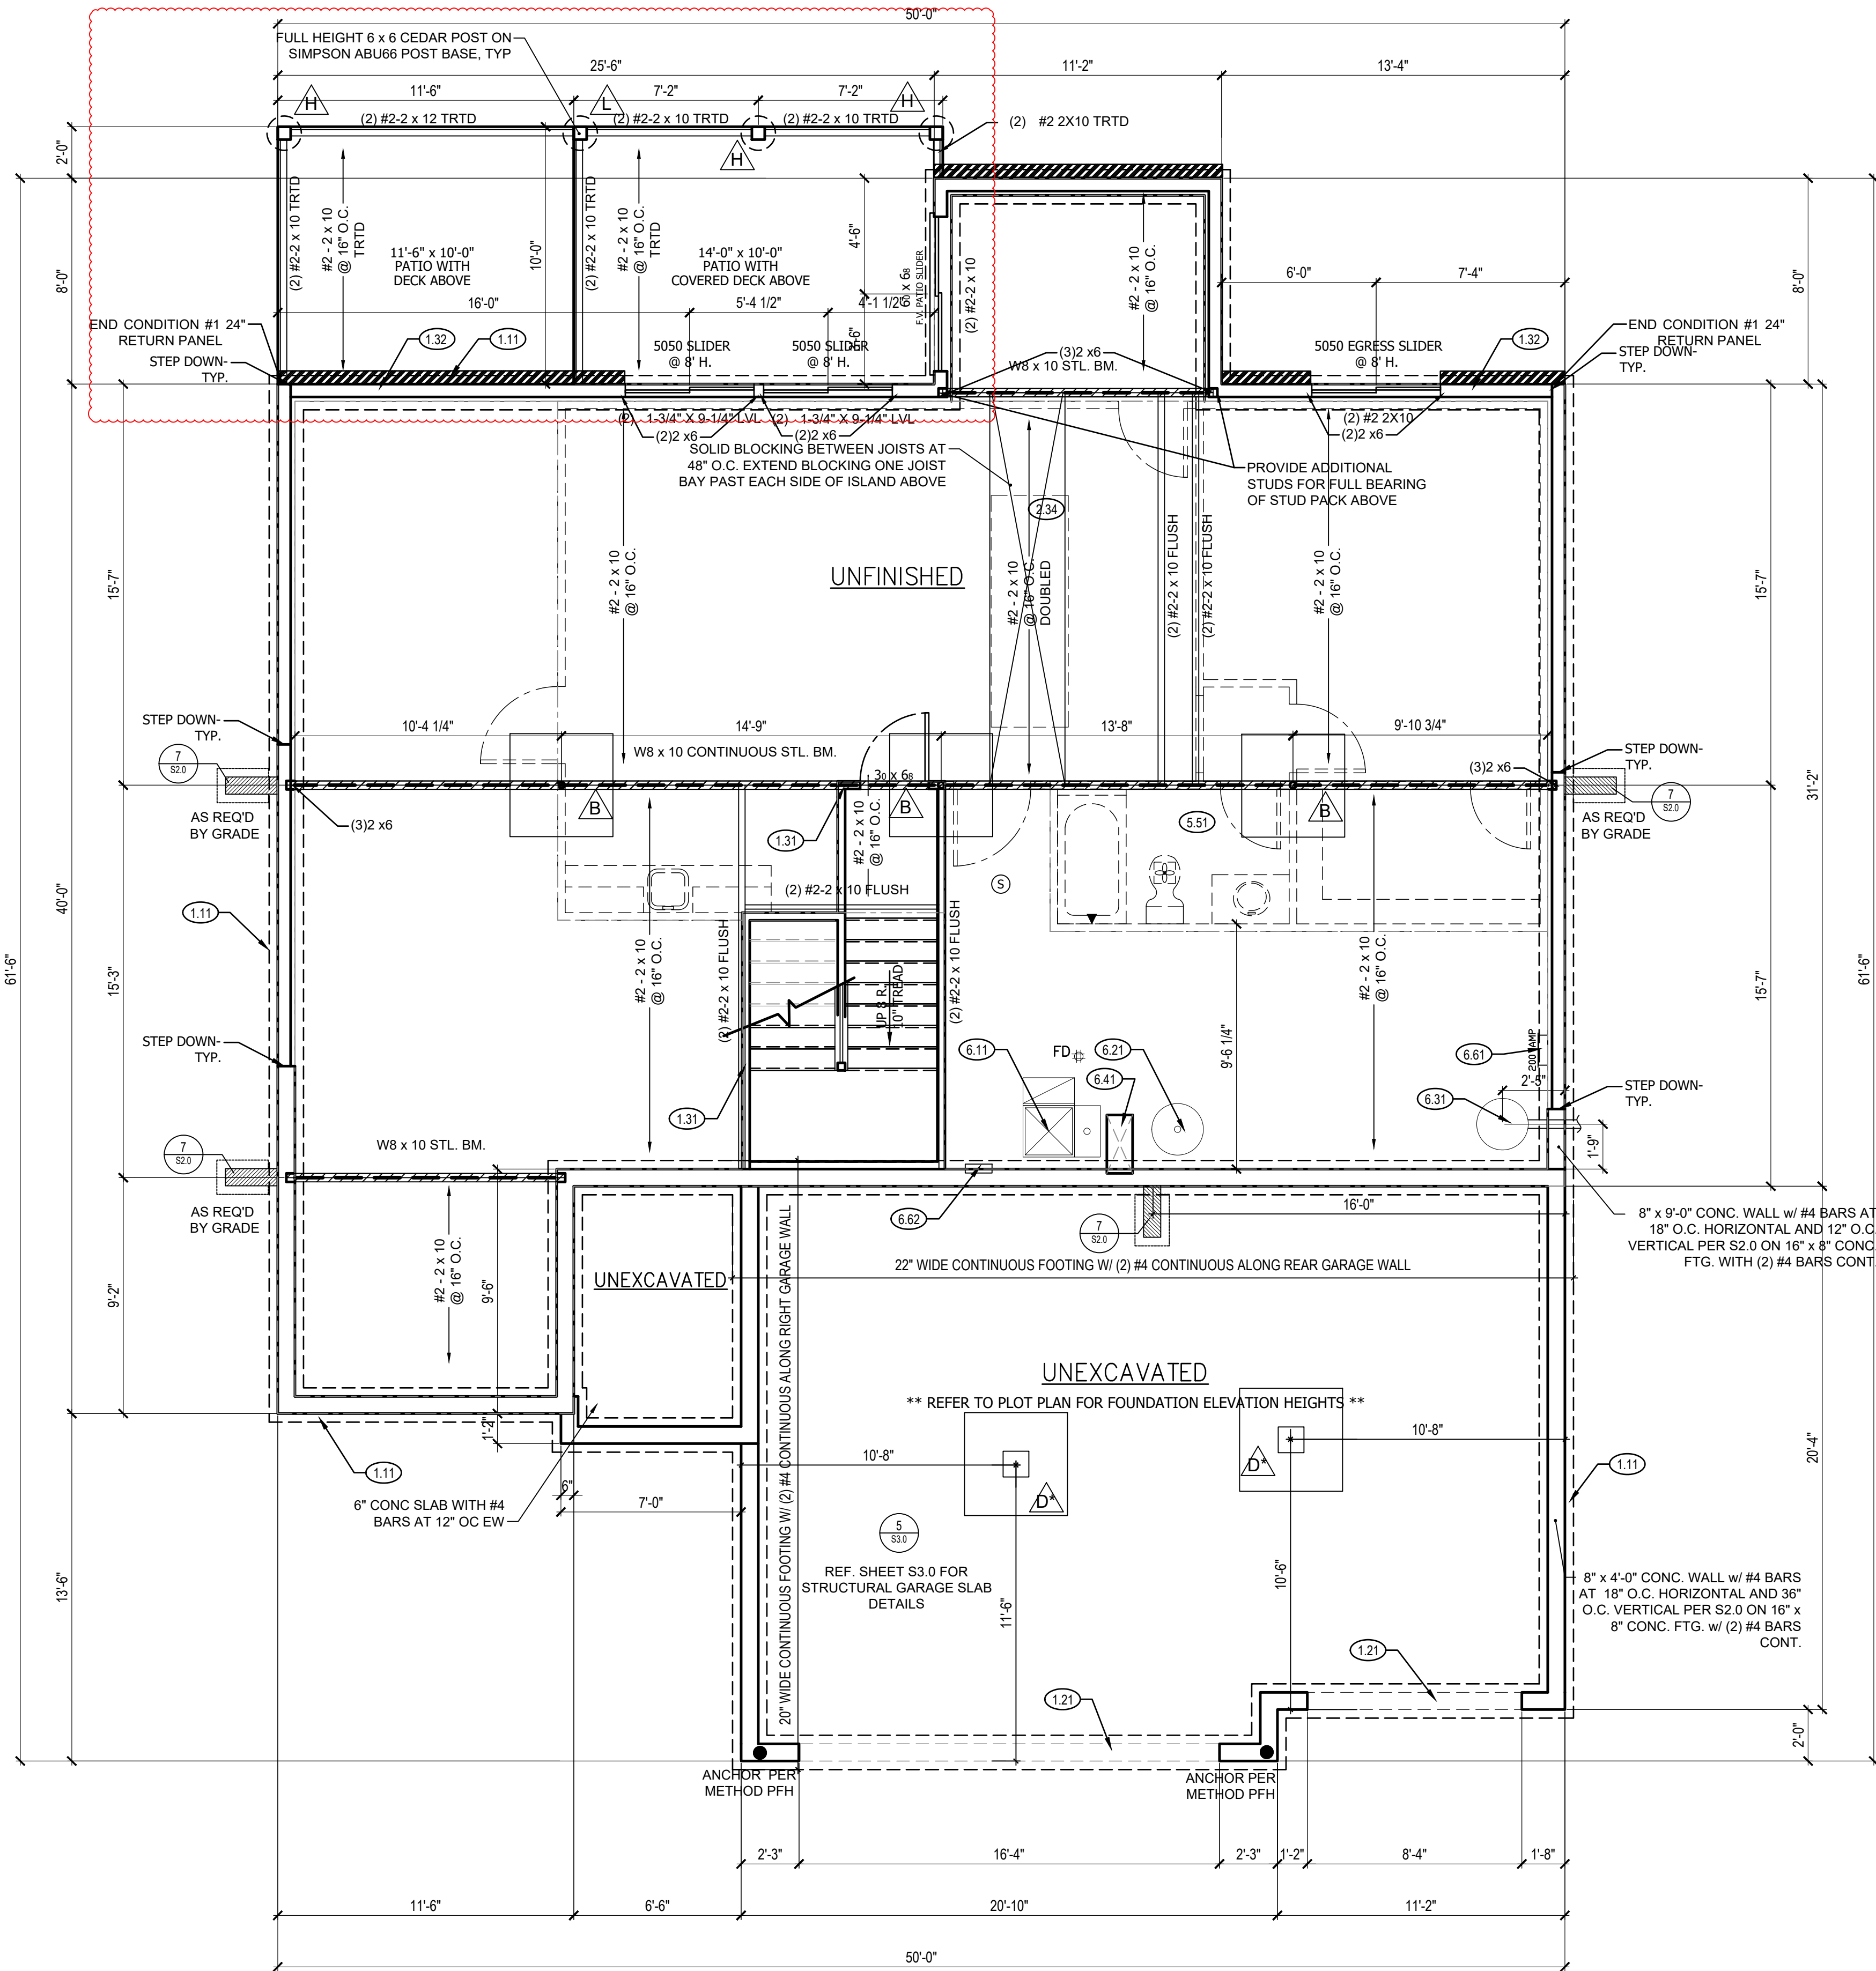 50'-0"
FULL HEIGHT 6 x 6 CEDAR POST ON
SIMPSON ABU66 POST BASE, TYP
25'-6"
11'-2"
13'-4"
11'-6"
7'-2"
7'-2"
H
L
H
(2) #2-2 x 12 TRTD
(2) #2-2 x 10 TRTD
(2) #2-2 x 10 TRTD
(2) #2 2X10 TRTD
H
2'-0"
8'-0"
(2) #2-2 x 10 TRTD
#2 - 2 x 10
@ 16" O.C.
TRTD
11'-6" x 10'-0"
PATIO WITH
DECK ABOVE
10'-0"
(2) #2-2 x 10 TRTD
#2 - 2 x 10
@ 16" O.C.
TRTD
14'-0" x 10'-0"
PATIO WITH
COVERED DECK ABOVE
4'-6"
60 x 68
F.V. PATIO SLIDER
(2) #2-2 x 10
#2 - 2 x 10
@ 16" O.C.
6'-0"
7'-4"
8'-0"
16'-0"
5'-4 1/2"
4'-1 1/2"
END CONDITION #1 24"
RETURN PANEL
STEP DOWN-
TYP.
1.32
1.11
5050 SLIDER
@ 8' H.
5050 SLIDER
@ 8' H.
(3)2 x6
W8 x 10 STL. BM.
5050 EGRESS SLIDER
@ 8' H.
1.32
END CONDITION #1 24"
RETURN PANEL
STEP DOWN-
TYP.
(2) 1-3/4" X 9-1/4" LVL
(2) 1-3/4" X 9-1/4" LVL
(2)2 x6
(2)2 x6
(2) #2 2X10
(2)2 x6
SOLID BLOCKING BETWEEN JOISTS AT
48" O.C. EXTEND BLOCKING ONE JOIST
BAY PAST EACH SIDE OF ISLAND ABOVE
PROVIDE ADDITIONAL
STUDS FOR FULL BEARING
OF STUD PACK ABOVE
2.34
15'-7"
#2 - 2 x 10
@ 16" O.C.
UNFINISHED
#2 - 2 x 10
@ 16" O.C.
DOUBLED
(2) #2-2 x 10 FLUSH
(2) #2-2 x 10 FLUSH
#2 - 2 x 10
@ 16" O.C.
15'-7"
31'-2"
STEP DOWN-
TYP.
10'-4 1/4"
14'-9"
13'-8"
9'-10 3/4"
W8 x 10 CONTINUOUS STL. BM.
7
S2.0
30 x 68
(3)2 x6
STEP DOWN-
TYP.
7
S2.0
AS REQ'D
BY GRADE
(3)2 x6
B
B
B
AS REQ'D
BY GRADE
1.31
#2 - 2 x 10
@ 16" O.C.
5.51
S
(2) #2-2 x 10 FLUSH
61'-6"
40'-0"
1.11
15'-3"
#2 - 2 x 10
@ 16" O.C.
(2) #2-2 x 10 FLUSH
UP 8 R.
10" TREAD
(2) #2-2 x 10 FLUSH
#2 - 2 x 10
@ 16" O.C.
15'-7"
61'-6"
STEP DOWN-
TYP.
6.11
FD
6.21
6.41
9'-6 1/4"
6.61
200 AMP
2'-5"
6.31
STEP DOWN-
TYP.
1.31
1'-9"
7
S2.0
W8 x 10 STL. BM.
AS REQ'D
BY GRADE
6.62
7
S2.0
16'-0"
8" x 9'-0" CONC. WALL w/ #4 BARS AT
18" O.C. HORIZONTAL AND 12" O.C
VERTICAL PER S2.0 ON 16" x 8" CONC
FTG. WITH (2) #4 BARS CONT
22" WIDE CONTINUOUS FOOTING W/ (2) #4 CONTINUOUS ALONG REAR GARAGE WALL
9'-2"
#2 - 2 x 10
@ 16" O.C.
9'-6"
UNEXCAVATED
20" WIDE CONTINUOUS FOOTING W/ (2) #4 CONTINUOUS ALONG RIGHT GARAGE WALL
UNEXCAVATED
** REFER TO PLOT PLAN FOR FOUNDATION ELEVATION HEIGHTS **
1'-2"
1.11
10'-8"
D*
D*
10'-8"
1.11
20'-4"
6" CONC SLAB WITH #4
BARS AT 12" OC EW
6"
7'-0"
5
S3.0
REF. SHEET S3.0 FOR
STRUCTURAL GARAGE SLAB
DETAILS
11'-6"
10'-6"
13'-6"
8" x 4'-0" CONC. WALL w/ #4 BARS
AT 18" O.C. HORIZONTAL AND 36"
O.C. VERTICAL PER S2.0 ON 16" x
8" CONC. FTG. w/ (2) #4 BARS
CONT.
1.21
1.21
2'-0"
ANCHOR PER
METHOD PFH
ANCHOR PER
METHOD PFH
2'-3"
16'-4"
2'-3"
1'-2"
8'-4"
1'-8"
11'-6"
6'-6"
20'-10"
11'-2"
50'-0"